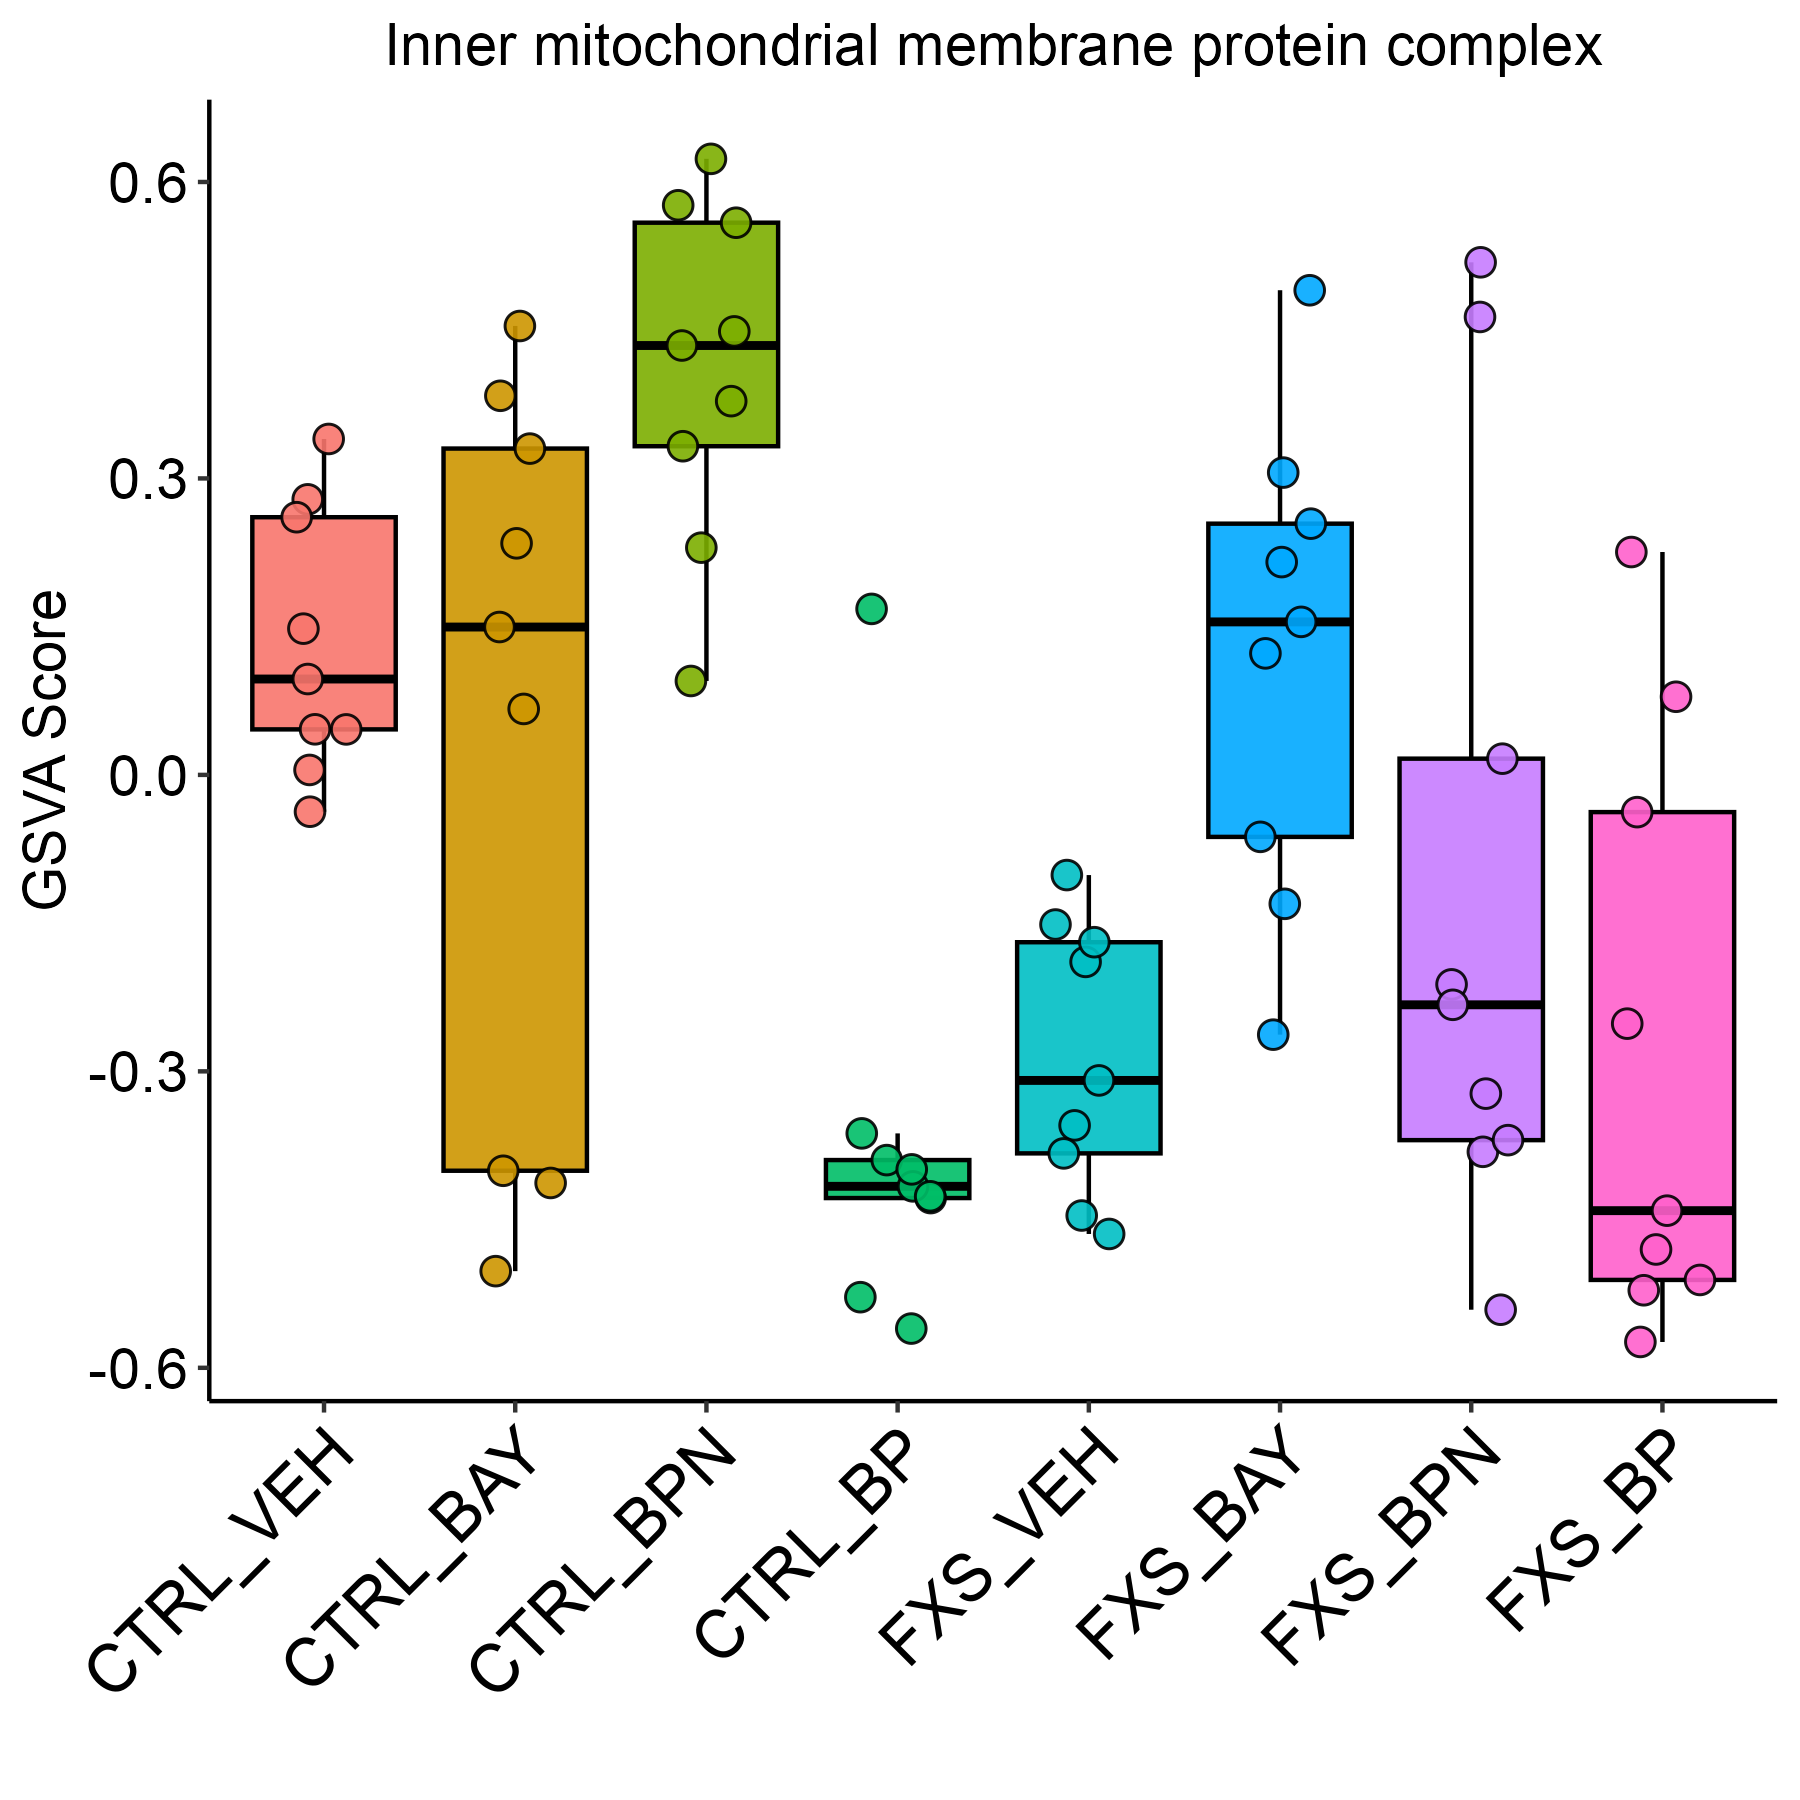 Inner mitochondrial membrane protein complex
GSVA Score
0.6
0.3
0.0
-0.3
-0.6
CTRL_VEH
CTRL_BAY
CTRL_BPN
CTRL_BP
FXS_VEH
FXS_BAY
FXS_BPN
FXS_BP